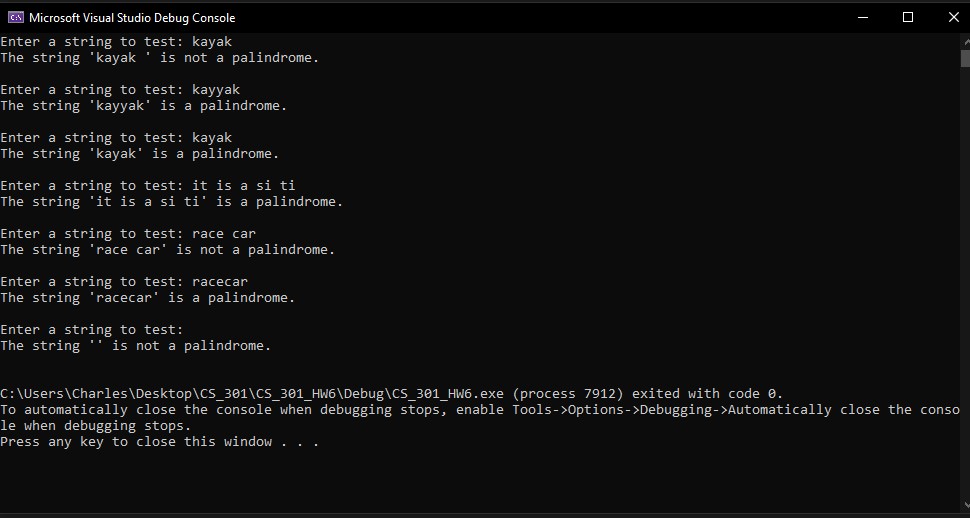 Microsoft Visual Studio Debug Console
Enter a string to test: kayak
The string 'kayak ' is not a palindrome.
Enter a string to test: kayyak
The string 'kayyak' is a palindrome.
Enter a string to test: kayak
The string 'kayak' is a palindrome.
Enter a string to test: it is a si ti
The string 'it is a si ti' is a palindrome.
Enter a string to test: race car
The string 'race car' is not a palindrome.
Enter a string to test: racecar
The string 'racecar' is a palindrome.
Enter a string to test:
The string '' is not a palindrome.
C:\Users\Charles\Desktop\CS_301\CS_301_HW6\Debug\CS_301_HW6.exe (process 7912) exited with code 0.
To automatically close the console when debugging stops, enable Tools->Options->Debugging->Automatically close the conso
le when debugging stops.
Press any key to close this window . . .